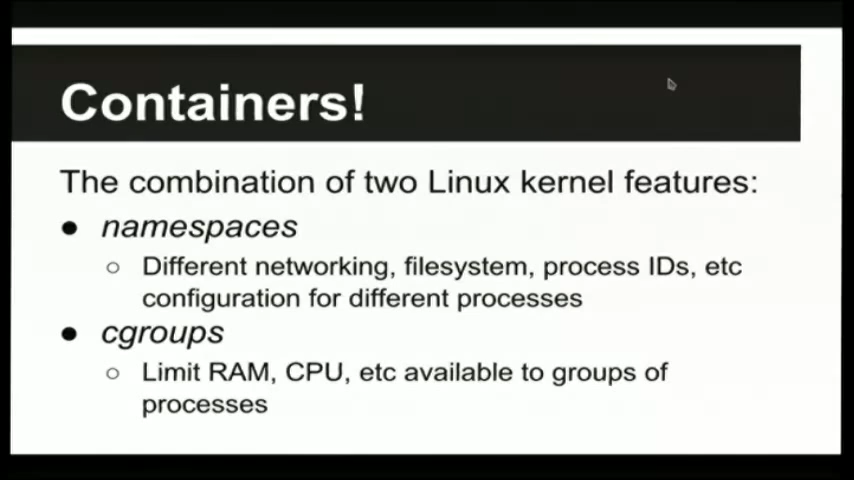 Containers!
The combination of two Linux kernel features:
● namespaces
○ Different networking, filesystem, process IDs, etc
configuration for different processes
● cgroups
○ Limit RAM, CPU, etc available to groups of
processes